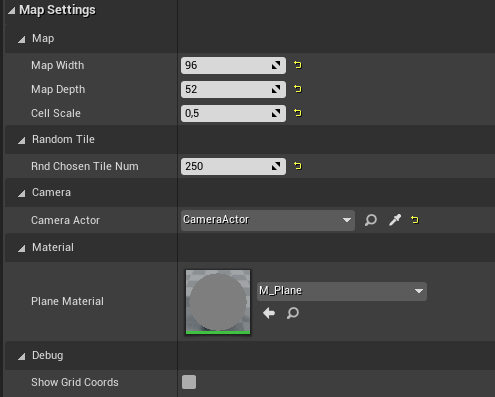 Map Settings
Map
Map Width 96
Map Depth 52
Cell Scale 0,5
Random Tile
Rnd Chosen Tile Num 250
Camera
Camera Actor CameraActor
Material
Plane Material M_Plane
Debug
Show Grid Coords